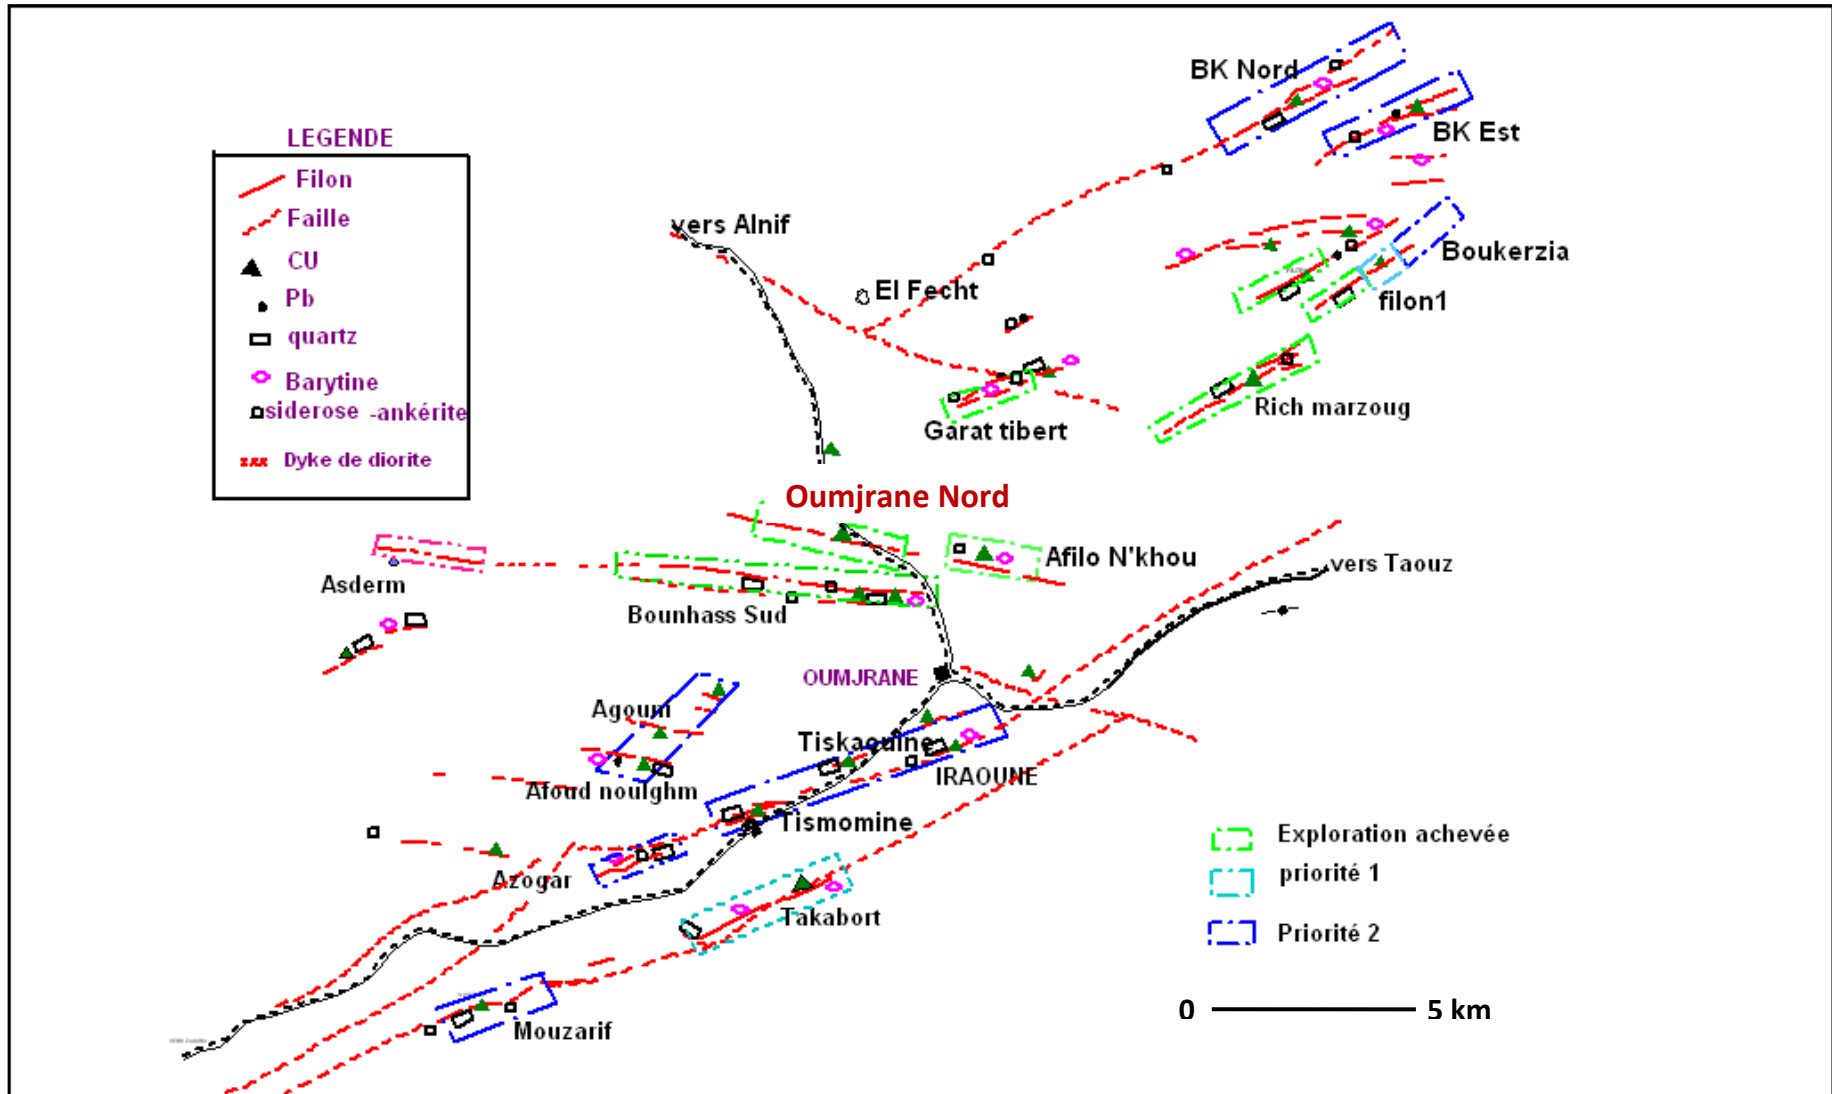 LEGENDE
Filon
Faille
CU
Pb
quartz
Barytine
siderose -ankérite
Dyke de diorite
BK Nord
BK Est
vers Alnif
El Fecht
Boukerzia
filon1
Garat tibert
Rich marzoug
Oumjrane Nord
Afilo N'khou
vers Taouz
Asderm
Bounhass Sud
OUMJRANE
Agoum
Tiskaouine
IRAOUNE
Afoud noulghm
Tismomine
Azogar
Takabort
Mouzarif
Exploration achevée
priorité 1
Priorité 2
0 5 km